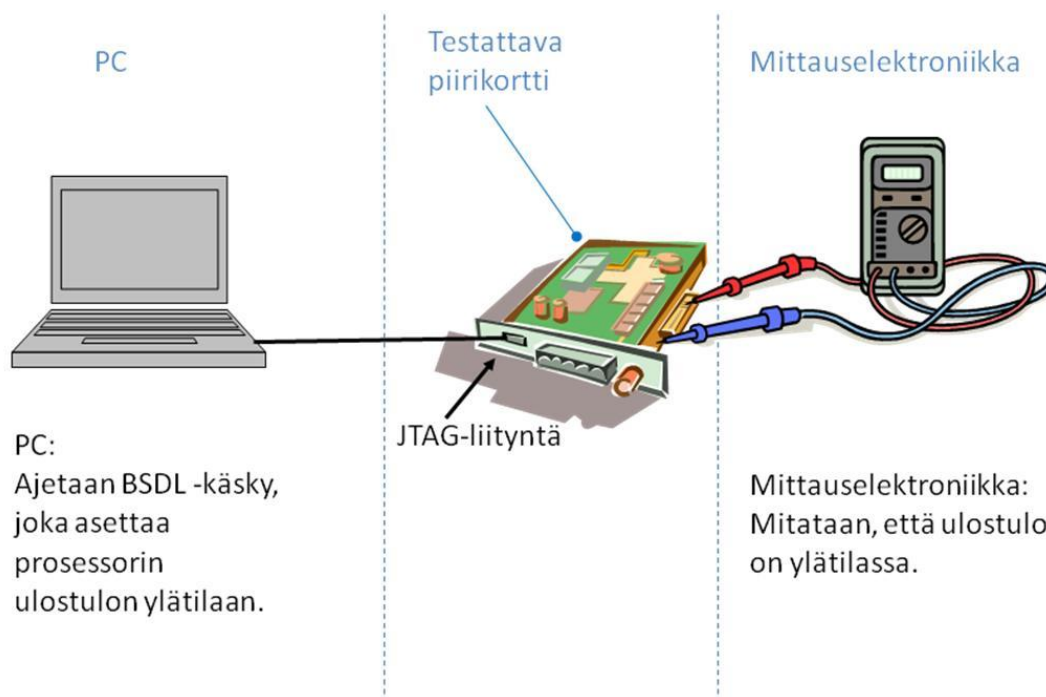 PC
Testattava
piirikortti
Mittauselektroniikka
JTAG-liityntä
PC:
Ajetaan BSDL -käsky,
joka asettaa
prosessorin
ulostulon ylätilaan.
Mittauselektroniikka:
Mitataan, että ulostulo
on ylätilassa.